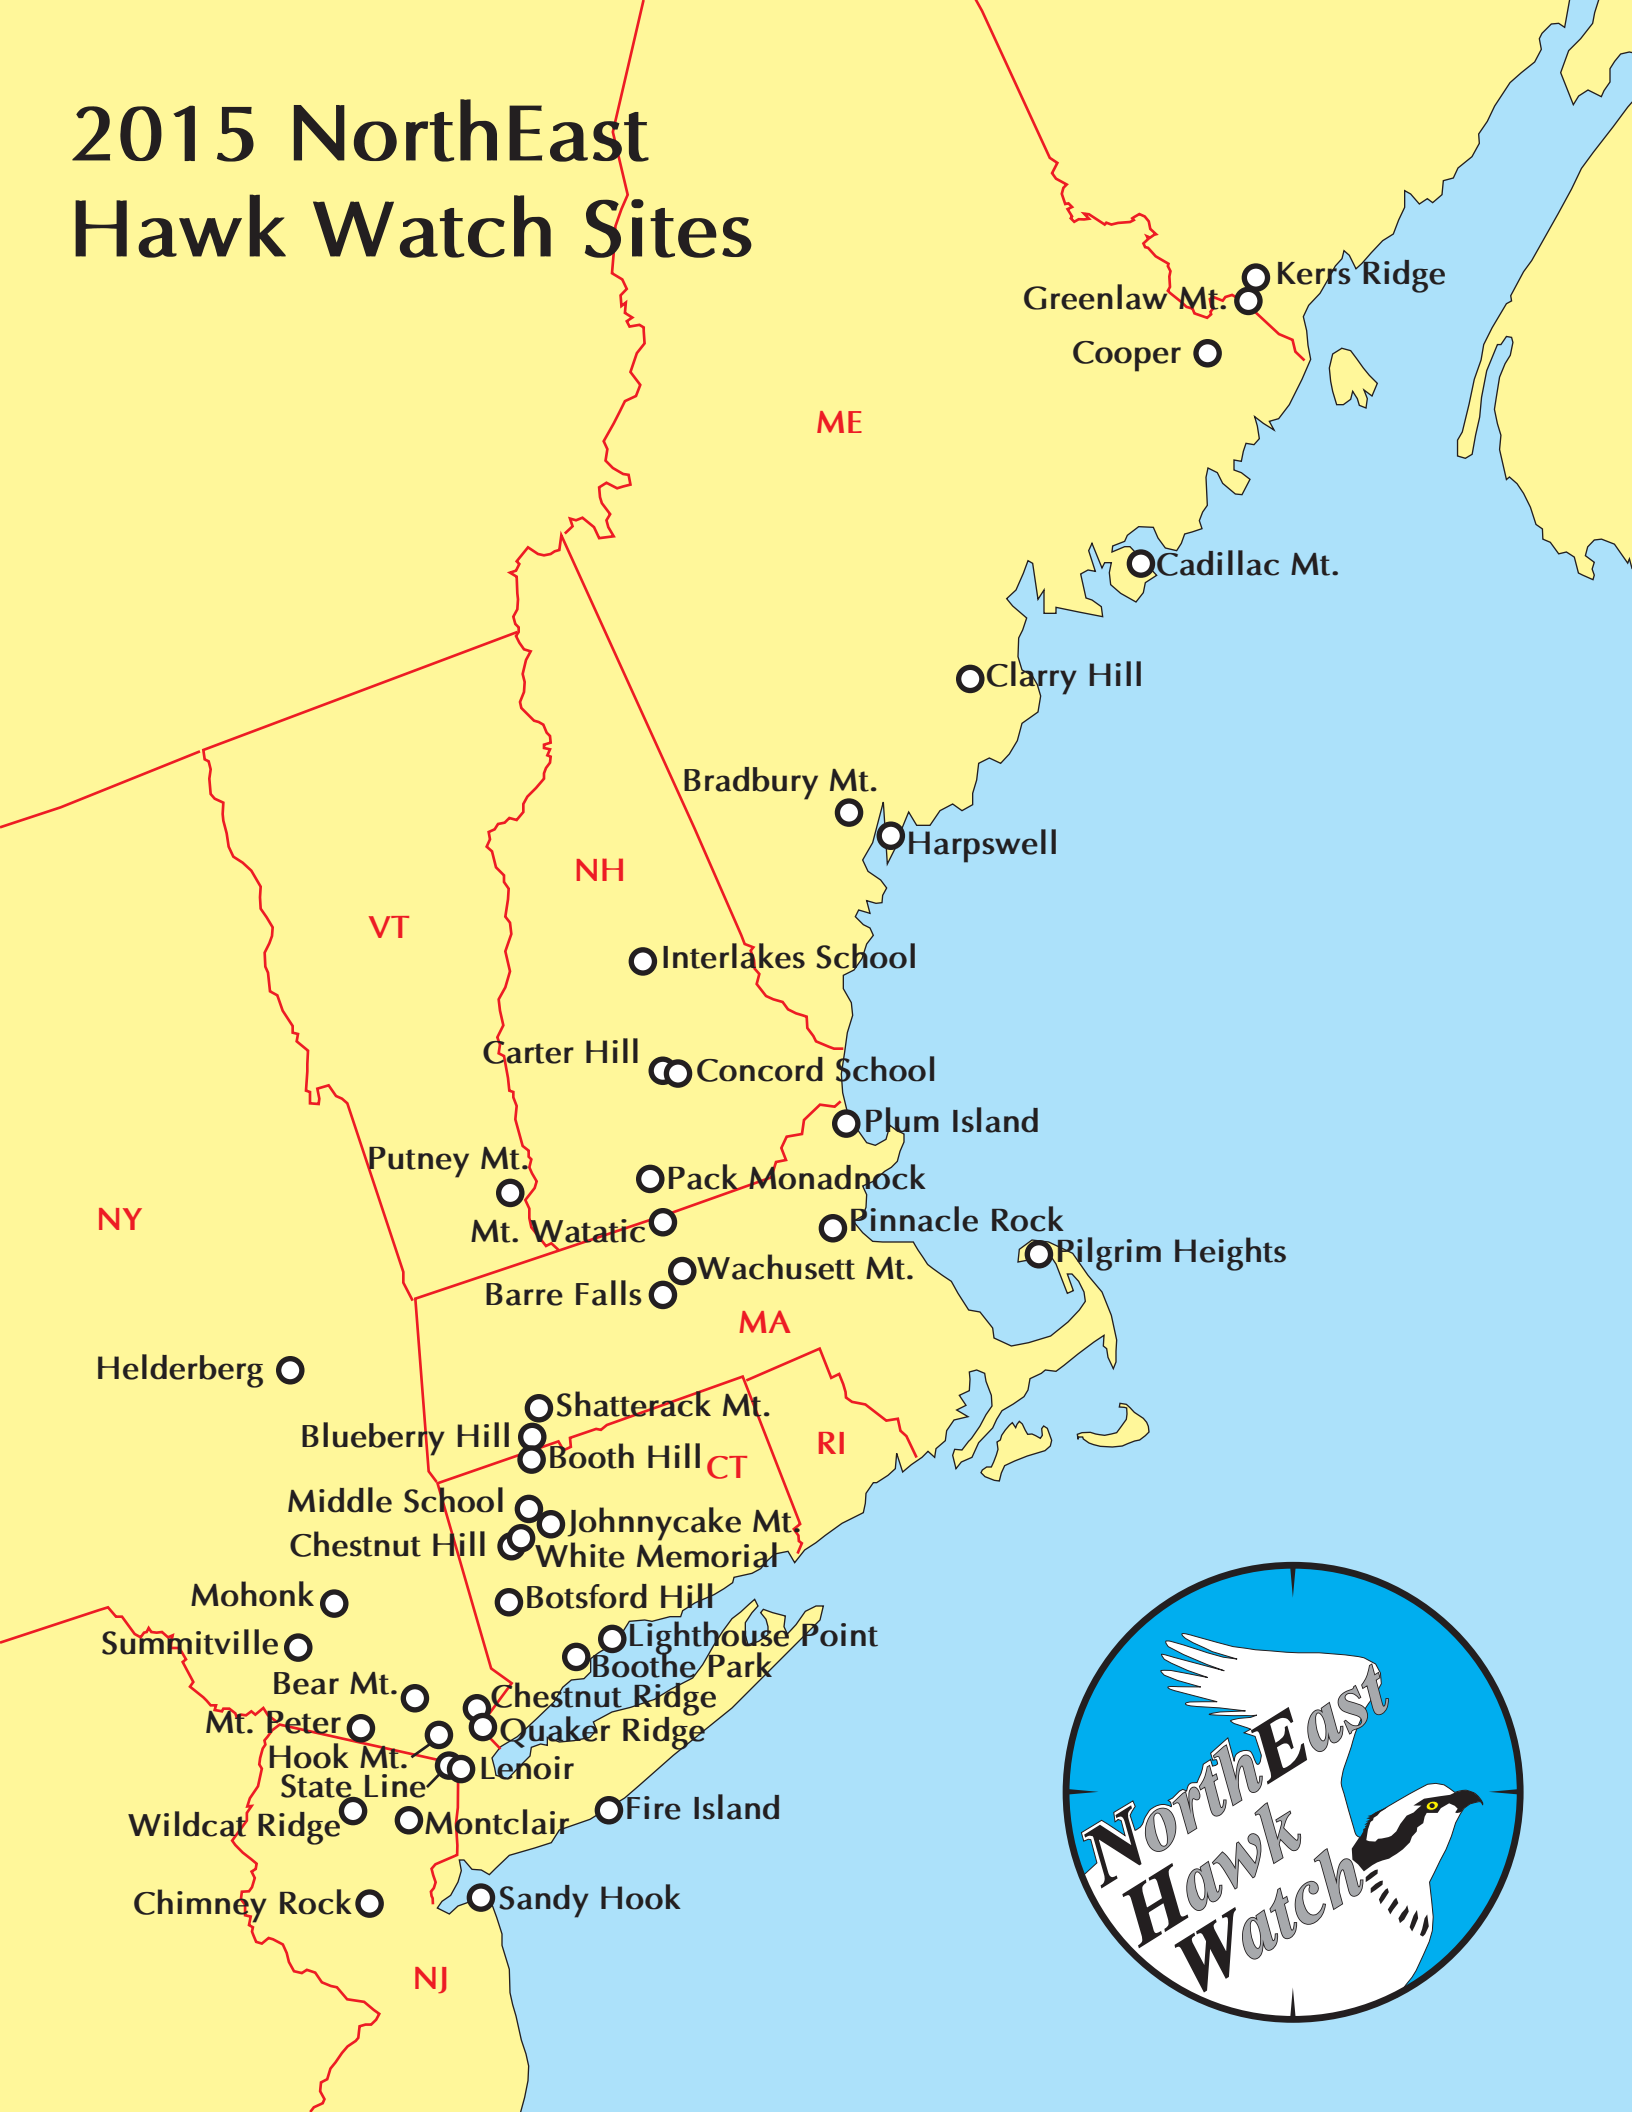 2015 NorthEast
Hawk Watch Sites
Kerrs Ridge
Greenlaw Mt.
Cooper
ME
Cadillac Mt.
Clarry Hill
Bradbury Mt.
Harpswell
NH
VT
Interlakes School
Carter Hill
Concord School
Plum Island
Putney Mt.
Pack Monadnock
NY
Mt. Watatic
Pinnacle Rock
Pilgrim Heights
Wachusett Mt.
Barre Falls
MA
Helderberg
Shatterack Mt.
Blueberry Hill
RI
Booth Hill
CT
Middle School
Johnnycake Mt.
Chestnut Hill
White Memorial
Mohonk
Botsford Hill
Summitville
Lighthouse Point
Boothe Park
Bear Mt.
Chestnut Ridge
Mt. Peter
Quaker Ridge
Hook Mt.
Lenoir
State Line
Fire Island
Wildcat Ridge
Montclair
Chimney Rock
Sandy Hook
NJ
NorthEast
Hawk
Watch